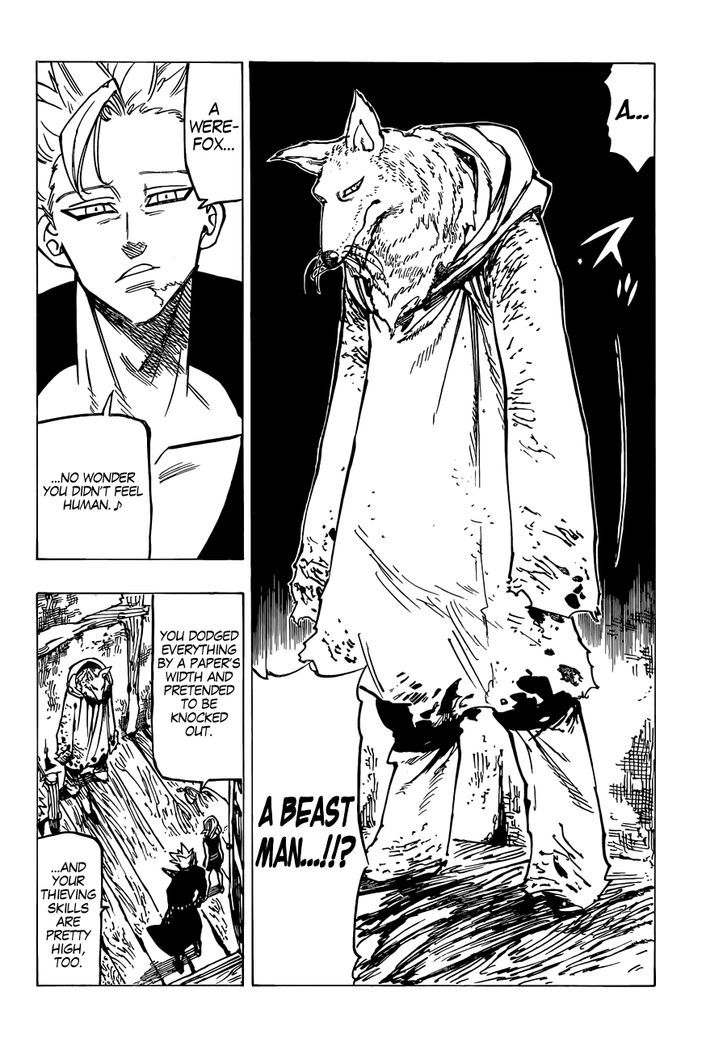 A...
ス
A BEAST
MAN...!!?
A
WERE-
FOX...
...NO WONDER
YOU DIDN'T FEEL
HUMAN.♪
YOU DODGED
EVERYTHING
BY A PAPER'S
WIDTH AND
PRETENDED
TO BE
KNOCKED
OUT.
...AND
YOUR
THIEVING
SKILLS
ARE
PRETTY
HIGH,
TOO.